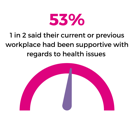 53%
1 in 2 said their current or previous
workplace had been supportive with
regards to health issues